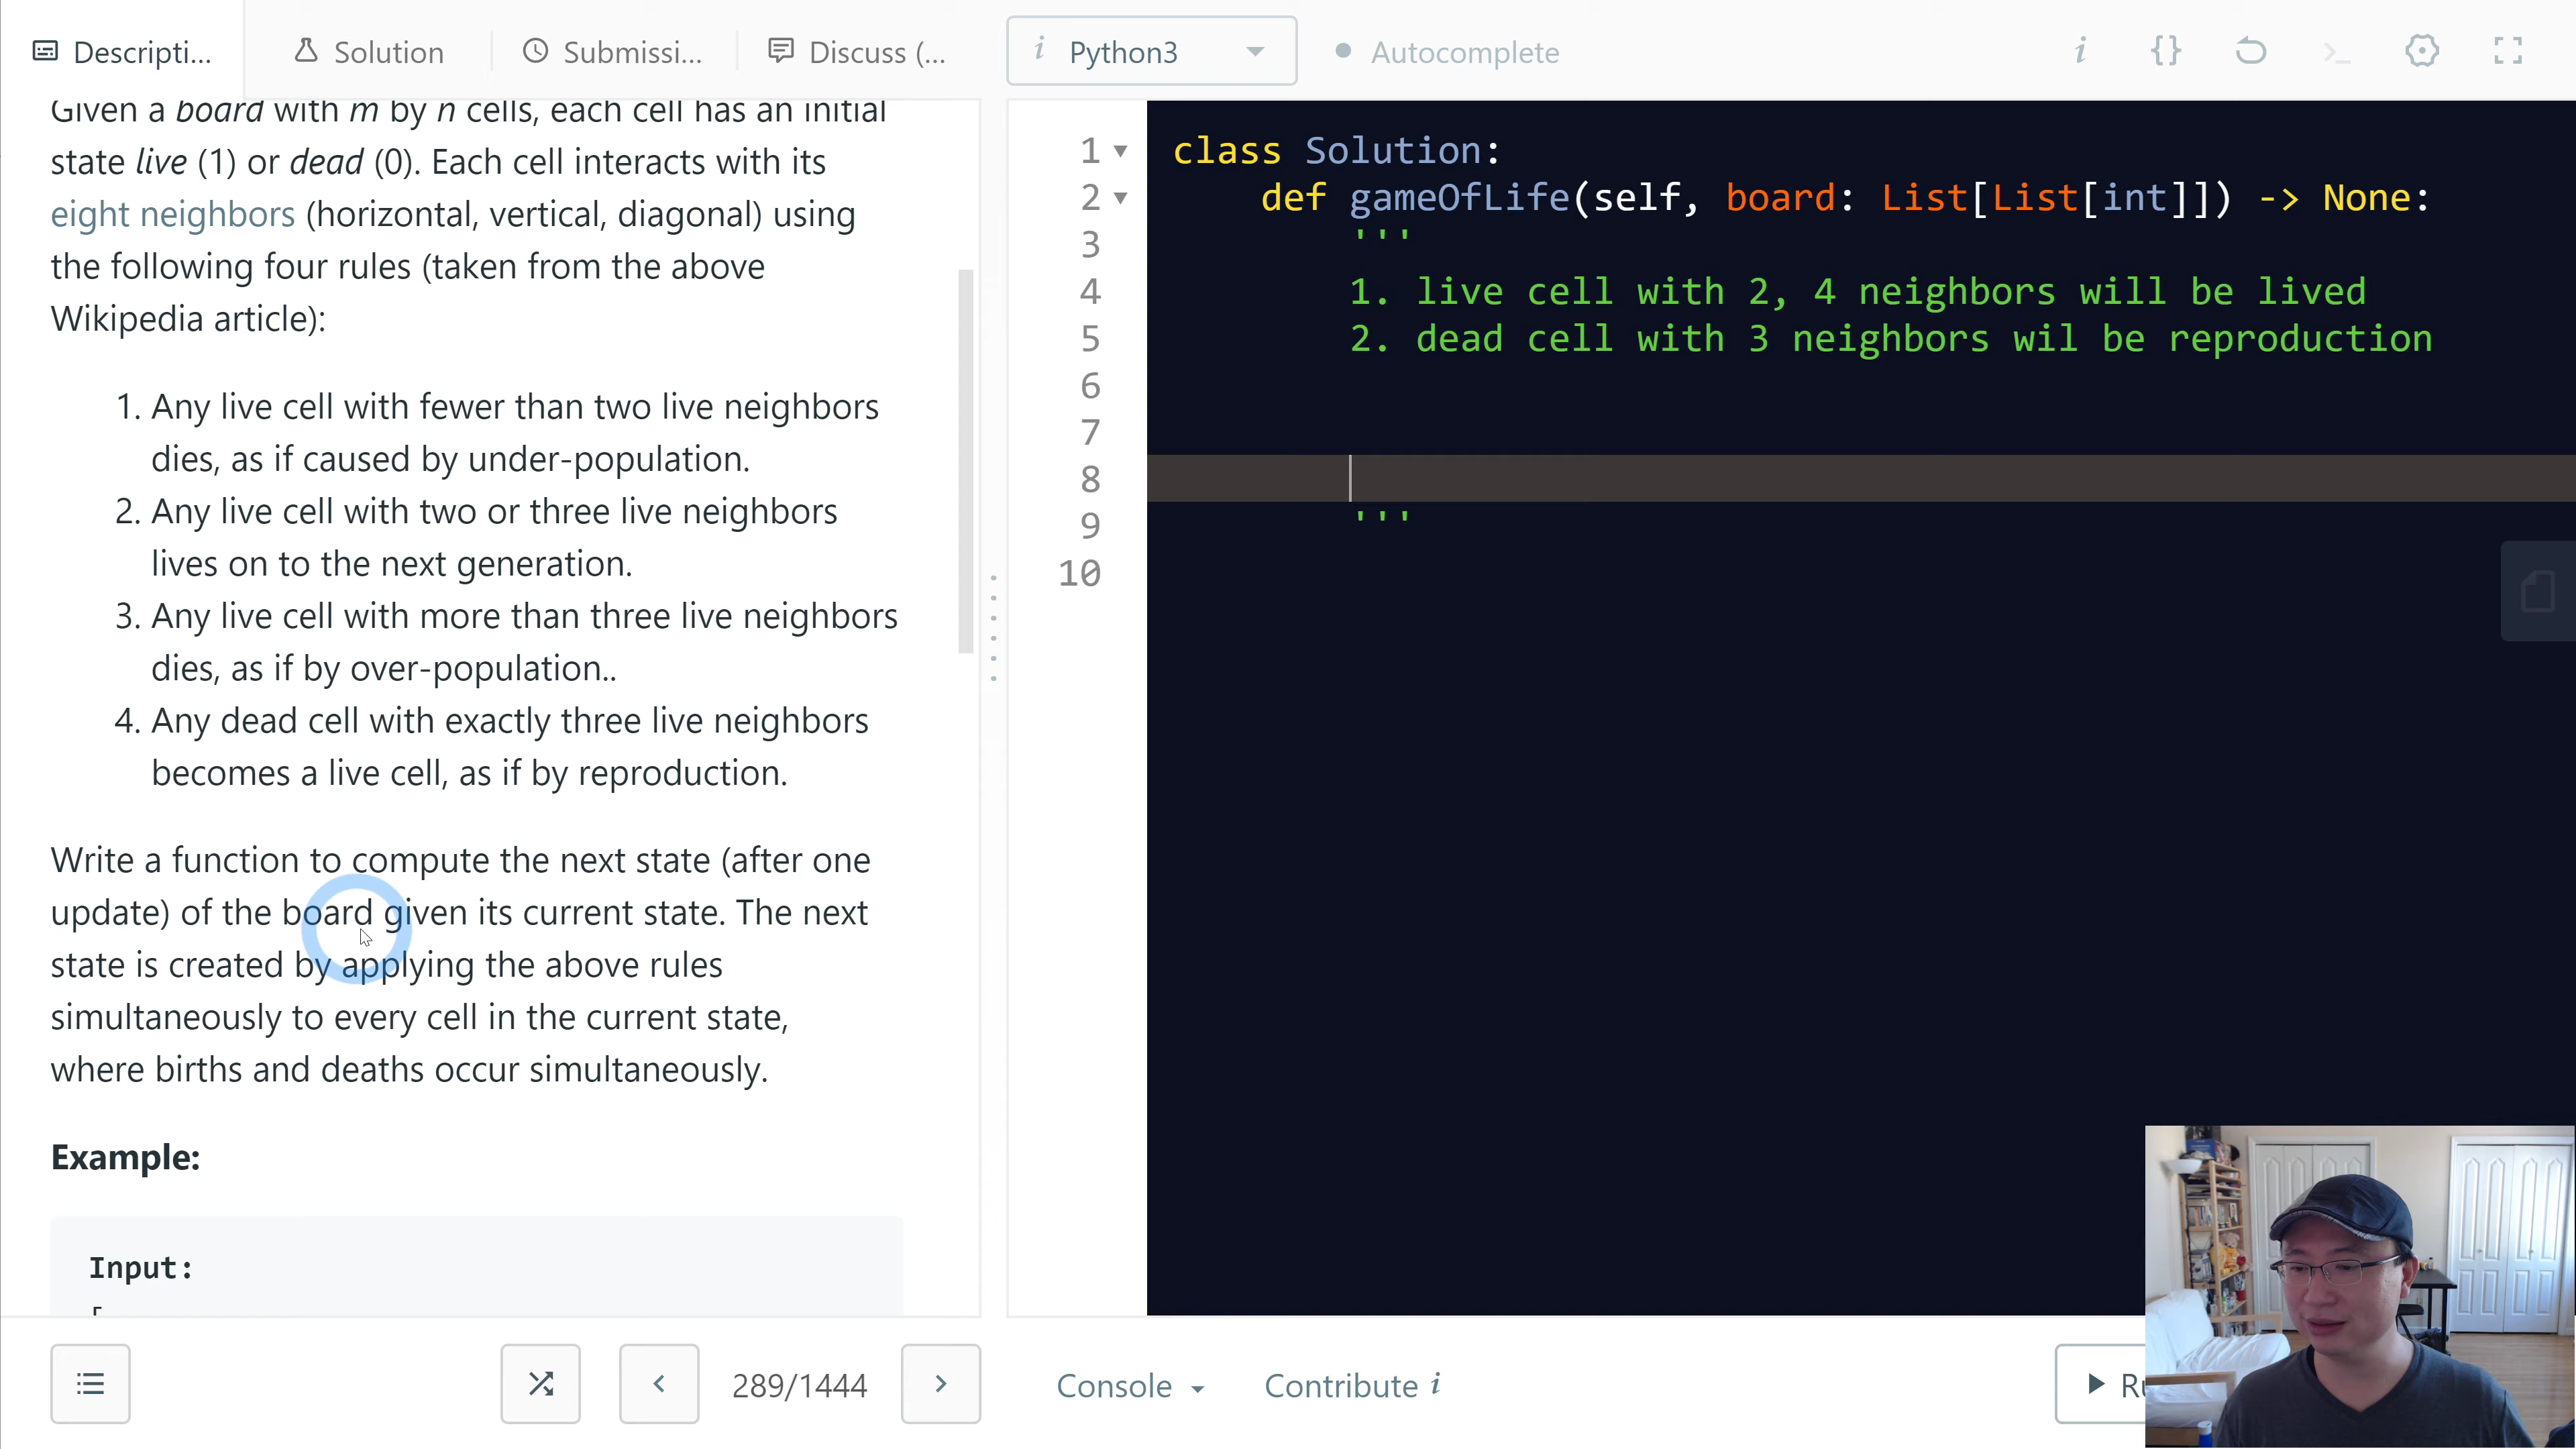 Descripti...
Solution
Submissi...
Discuss (...
i Python3
Autocomplete
i {} >_
Given a board with m by n cells, each cell has an initial
state live (1) or dead (0). Each cell interacts with its
eight neighbors (horizontal, vertical, diagonal) using
the following four rules (taken from the above
Wikipedia article):
1. Any live cell with fewer than two live neighbors
dies, as if caused by under-population.
2. Any live cell with two or three live neighbors
lives on to the next generation.
3. Any live cell with more than three live neighbors
dies, as if by over-population..
4. Any dead cell with exactly three live neighbors
becomes a live cell, as if by reproduction.
Write a function to compute the next state (after one
update) of the board given its current state. The next
state is created by applying the above rules
simultaneously to every cell in the current state,
where births and deaths occur simultaneously.
Example:
Input:
[
1 class Solution:
2 def gameOfLife(self, board: List[List[int]]) -> None:
3 '''
4 1. live cell with 2, 4 neighbors will be lived
5 2. dead cell with 3 neighbors wil be reproduction
6
7
8
9 '''
10
289/1444
Console
Contribute i
Ru